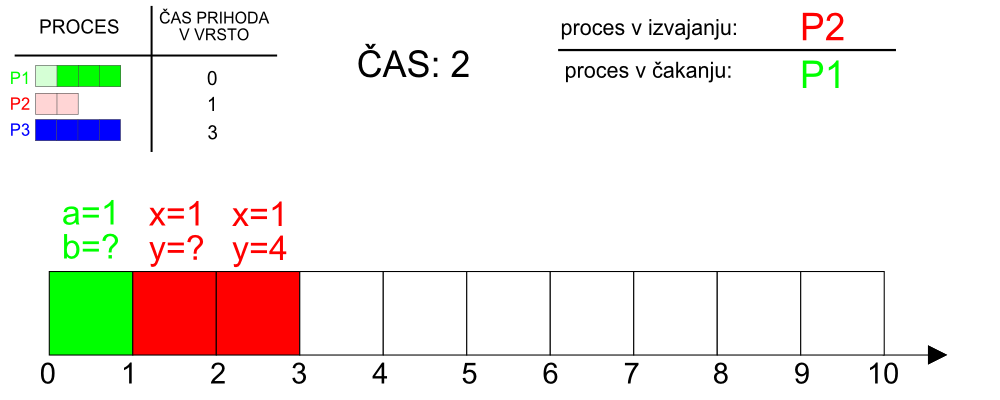 PROCES
ČAS PRIHODA
V VRSTO
P1
0
P2
1
P3
3
ČAS: 2
proces v izvajanju: P2
proces v čakanju: P1
a=1 x=1 x=1
b=? y=? y=4
0 1 2 3 4 5 6 7 8 9 10